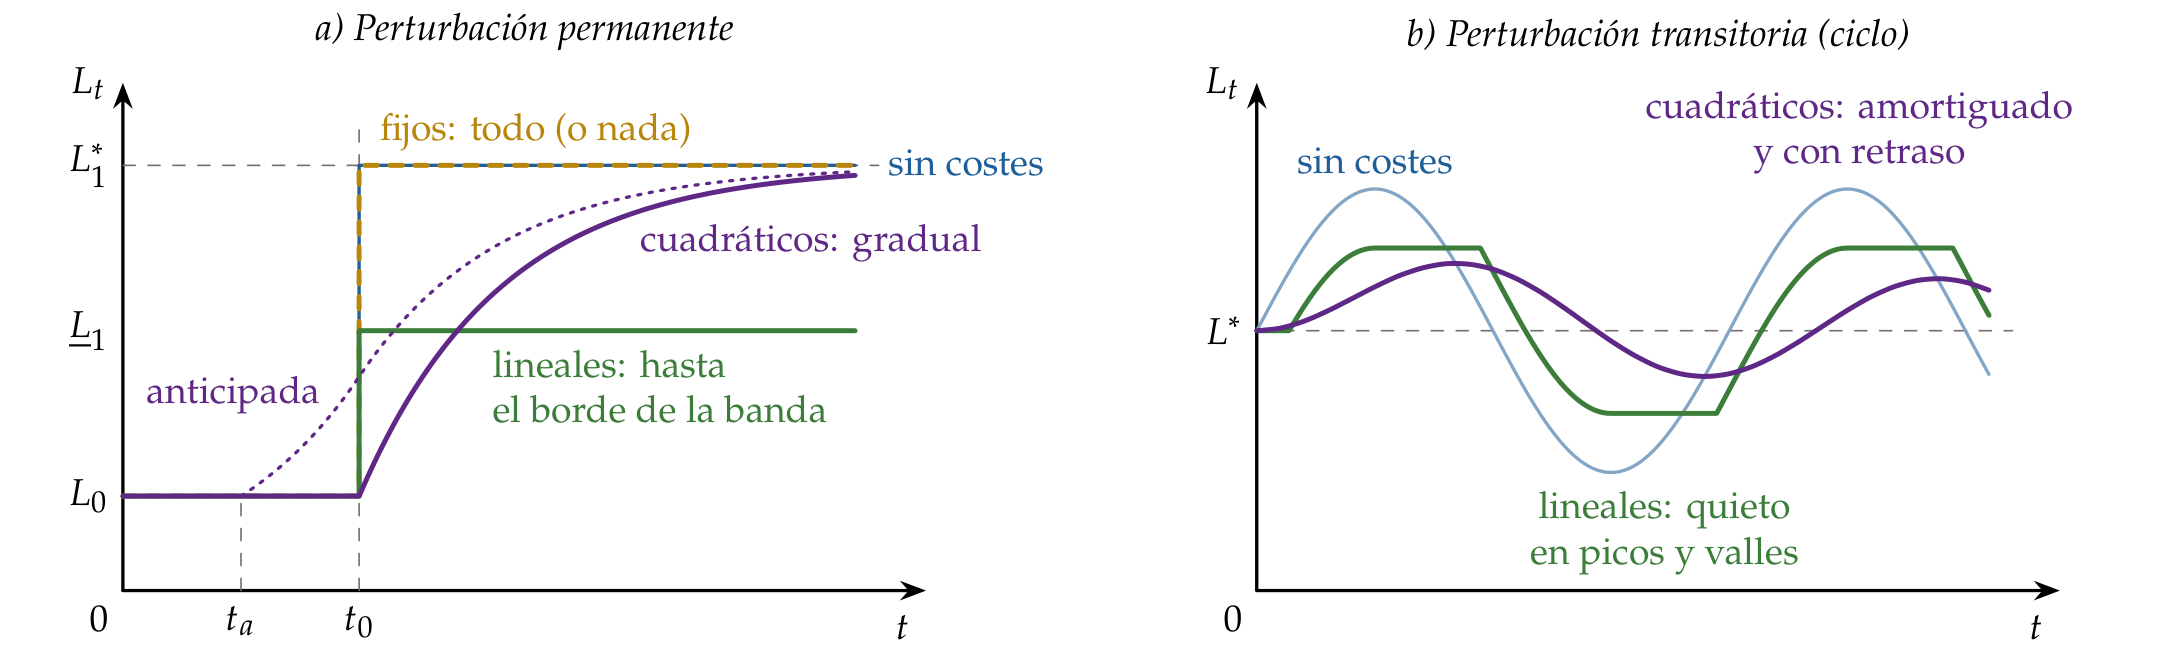 a) Perturbación permanente
L_t
fijos: todo (o nada)
L_1^*
sin costes
cuadráticos: gradual
L̲_1
lineales: hasta
el borde de la banda
anticipada
L_0
0
t_a
t_0
t
b) Perturbación transitoria (ciclo)
L_t
cuadráticos: amortiguado
y con retraso
sin costes
L^*
lineales: quieto
en picos y valles
0
t